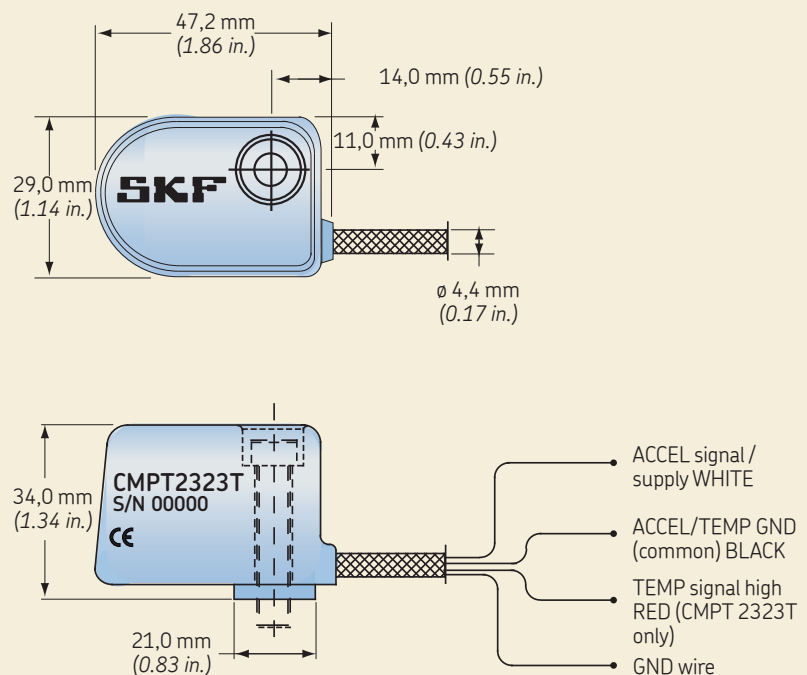 47,2 mm
(1.86 in.)
14,0 mm (0.55 in.)
11,0 mm (0.43 in.)
29,0 mm
(1.14 in.)
SKF
ø 4,4 mm
(0.17 in.)
34,0 mm
(1.34 in.)
CMPT2323T
S/N 00000
CE
21,0 mm
(0.83 in.)
ACCEL signal /
supply WHITE
ACCEL/TEMP GND
(common) BLACK
TEMP signal high
RED (CMPT 2323T
only)
GND wire